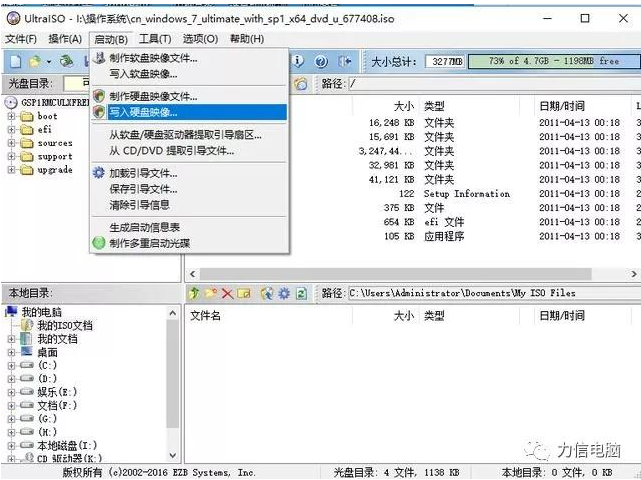 UltraISO - I:\操作系统\cn_windows_7_ultimate_with_sp1_x64_dvd_u_677408.iso
文件(F) 操作(A) 启动(B) 工具(T) 选项(O) 帮助(H)
大小总计: 3277MB 73% of 4.7GB - 1198MB free
光盘目录: 可 路径: /
制作软盘映像文件...
写入软盘映像...
制作硬盘映像文件...
写入硬盘映像...
从软盘/硬盘驱动器提取引导扇区...
从 CD/DVD 提取引导文件...
加载引导文件...
保存引导文件...
清除引导信息
生成启动信息表
制作多重启动光碟
GSP1RMCULXFRE
boot
efi
sources
support
upgrade
大小 类型 日期/时间 L
16,248 KB 文件夹 2011-04-13 00:18
15,691 KB 文件夹 2011-04-13 00:18
3,247,44... 文件夹 2011-04-13 00:18
32,981 KB 文件夹 2011-04-13 00:18
41,121 KB 文件夹 2011-04-13 00:18
122 Setup Information 2011-04-13 00:18
375 KB 文件 2011-04-13 00:18
654 KB efi 文件 2011-04-13 00:18
105 KB 应用程序 2011-04-13 00:18
本地目录: 路径: C:\Users\Administrator\Documents\My ISO Files
我的电脑
我的ISO文档
我的文档
桌面
(C:)
(D:)
娱乐(E:)
文档(F:)
(G:)
(H:)
本地磁盘(I:)
CD 驱动器(K:)
文件名 大小 类型 日期/时间
力信电脑
版权所有 (c)2002-2016 EZB Systems, Inc. 光盘目录: 4 文件, 1138 KB 本地目录: 0 文件, 0 KB